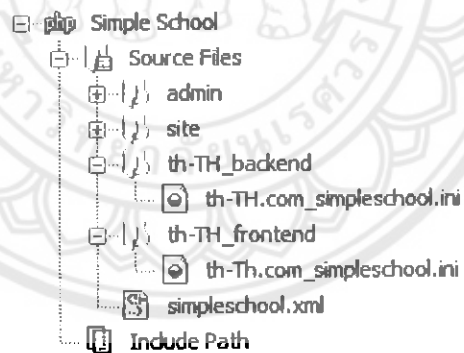 php Simple School
Source Files
admin
site
th-TH_backend
th-TH.com_simpleschool.ini
th-TH_frontend
th-Th.com_simpleschool.ini
simpleschool.xml
Include Path